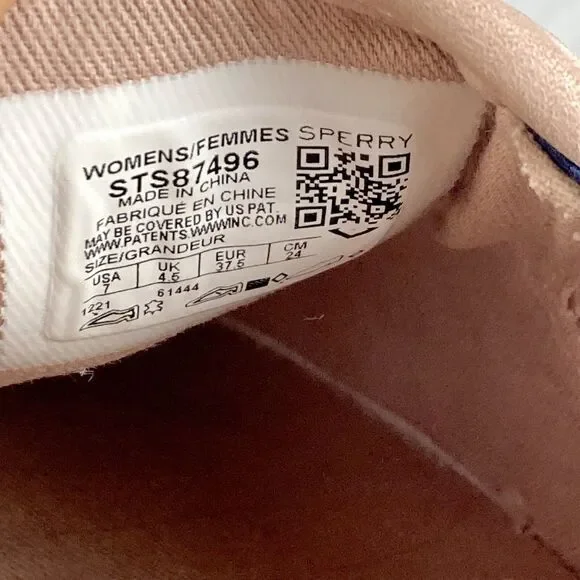 WOMENS/FEMMES SPERRY
STS87496
MADE IN CHINA
FABRIQUÉ EN CHINE
MAY BE COVERED BY US PAT.
WWW.PATENTS.WWWINC.COM
SIZE/GRANDEUR
USA UK EUR CM
7 4.5 37.5 24
1221 61444